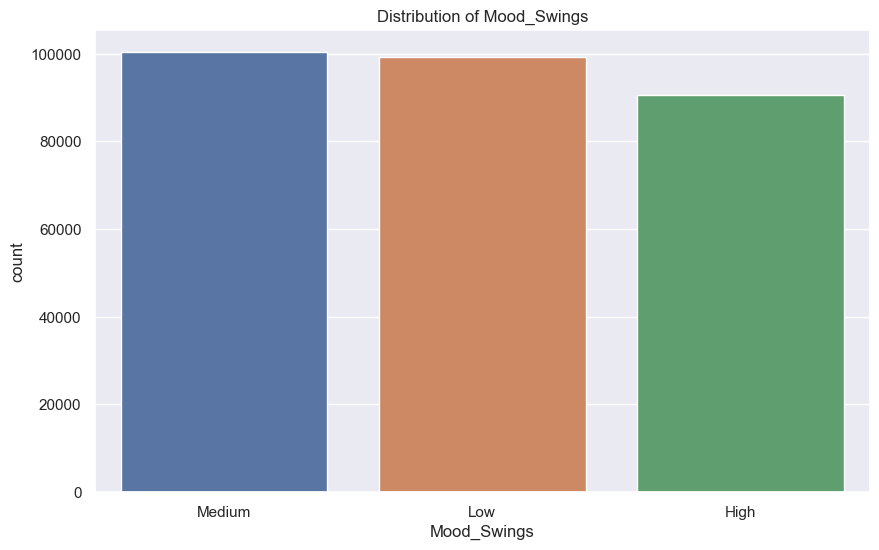 Distribution of Mood_Swings
100000
80000
60000
40000
20000
0
count
Medium Low High
Mood_Swings